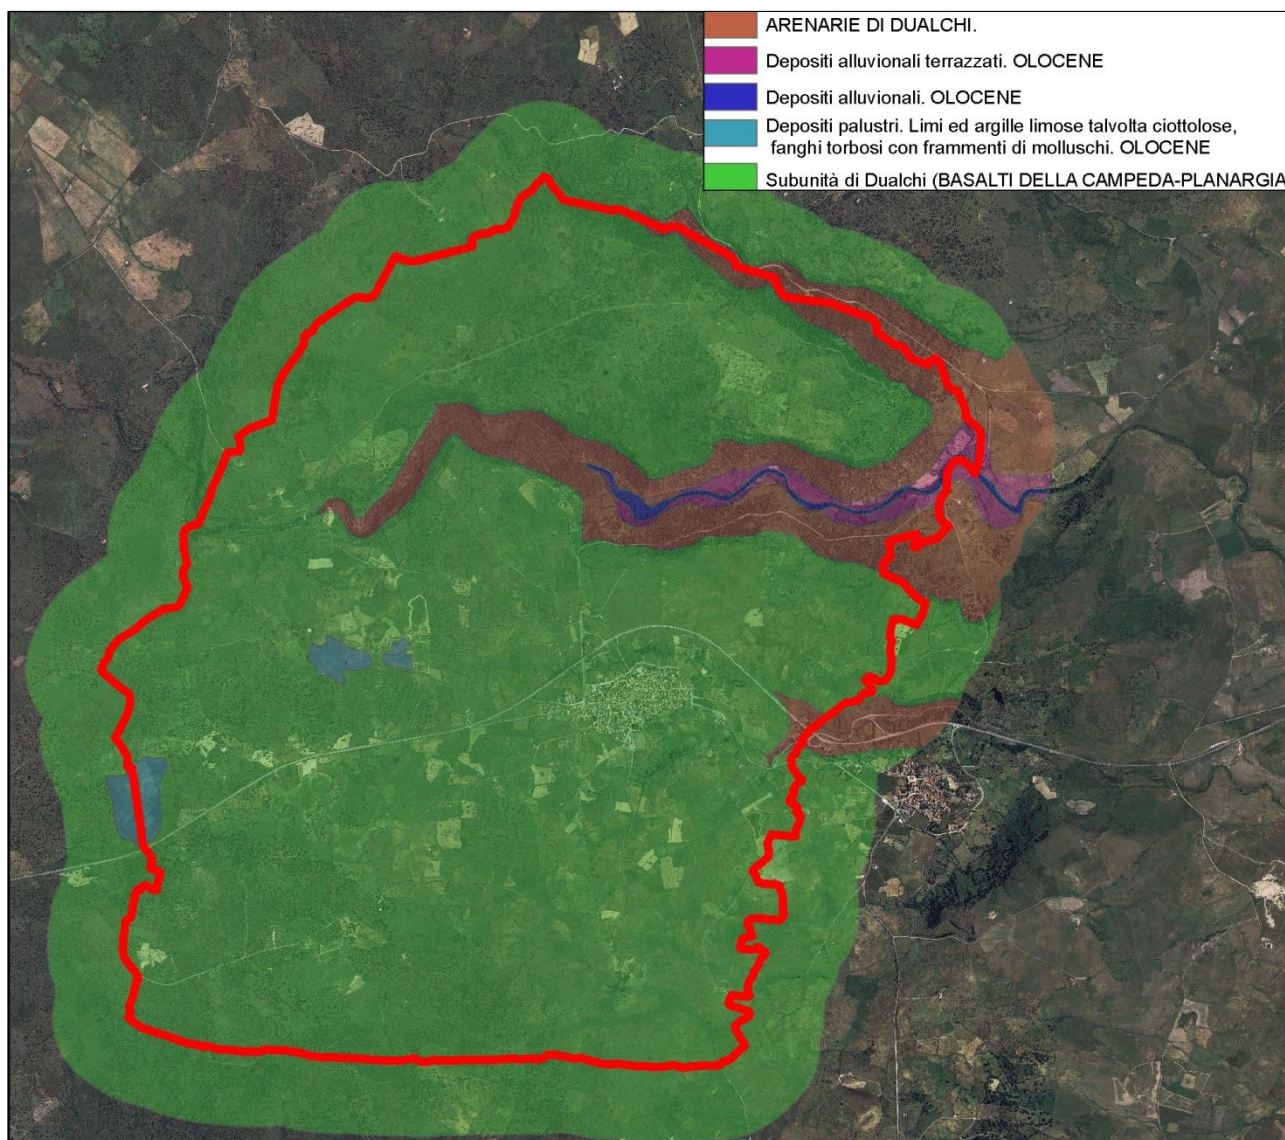 ARENARIE DI DUALCHI.
Depositi alluvionali terrazzati. OLOCENE
Depositi alluvionali. OLOCENE
Depositi palustri. Limi ed argille limose talvolta ciottolose,
fanghi torbosi con frammenti di molluschi. OLOCENE
Subunità di Dualchi (BASALTI DELLA CAMPEDA-PLANARGIA